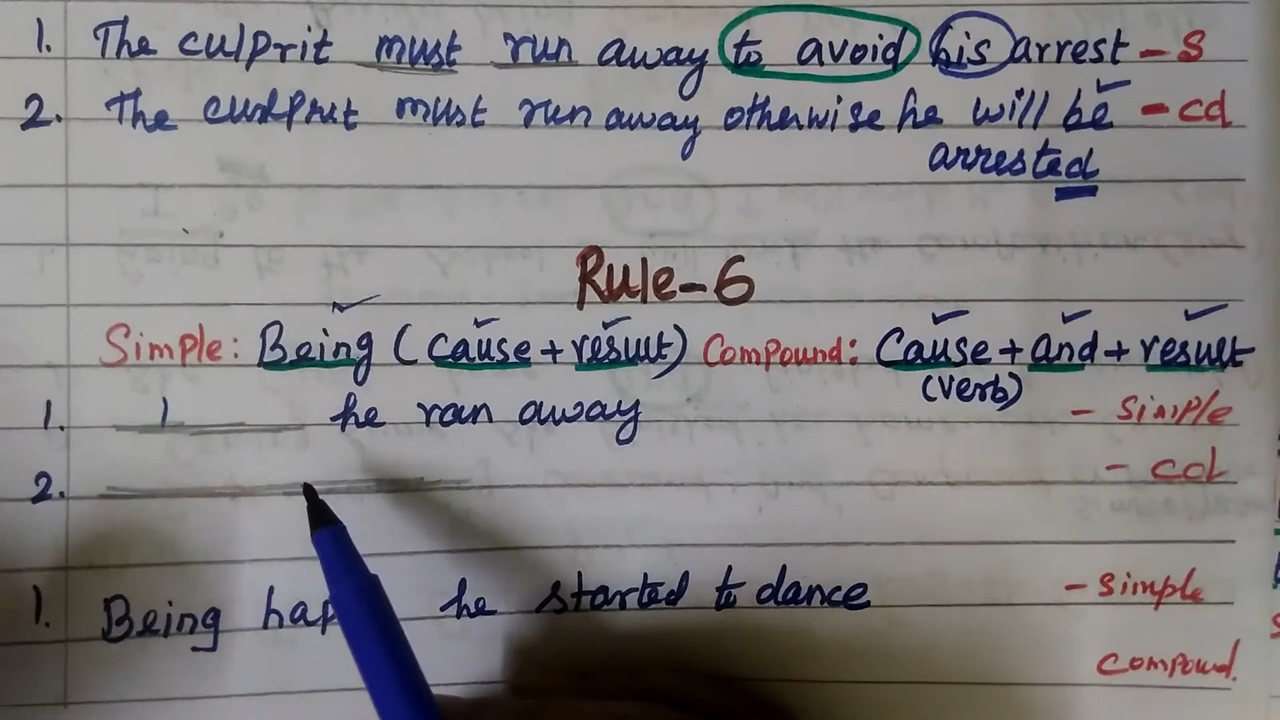 1. The culprit must run away to avoid his arrest - S
2. The culprit must run away otherwise he will be - cd
arrested
Rule-6
Simple: Being (cause + result) Compound: Cause + and + result
(verb)
1. he ran away - Simple
2. - cd
1. Being he started to dance - Simple
compound.